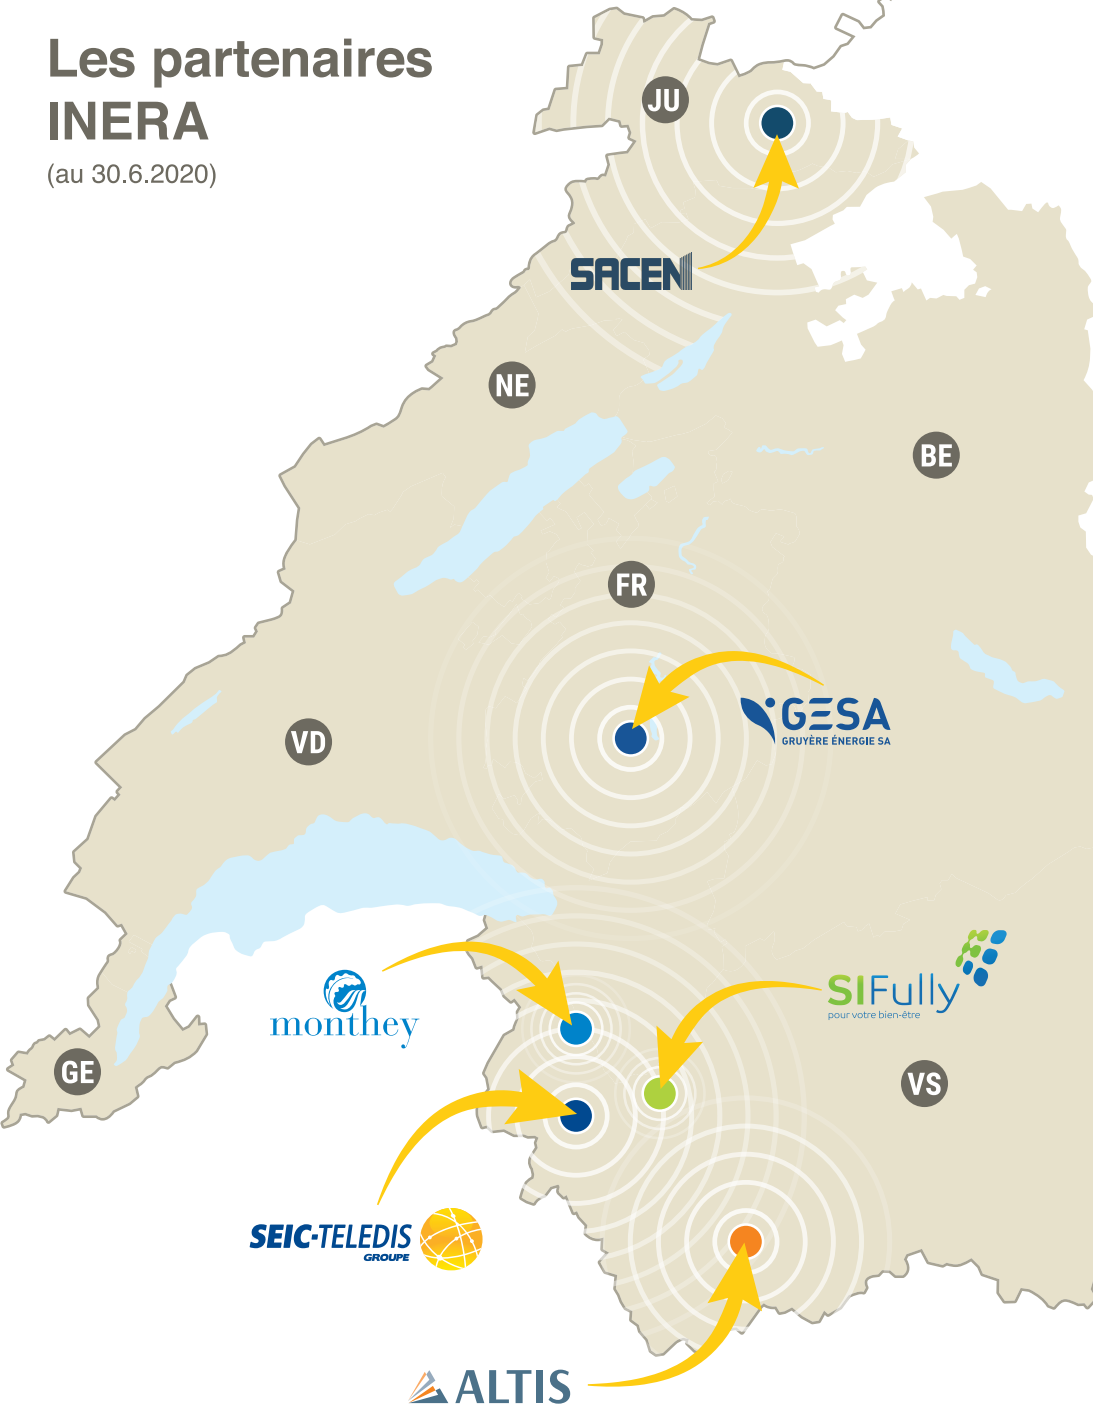 Les partenaires
INERA
(au 30.6.2020)
JU
SACEN
NE
BE
FR
GESA
GRUYÈRE ÉNERGIE SA
VD
SIFully
pour votre bien-être
monthey
GE
VS
SEIC-TELEDIS
GROUPE
ALTIS